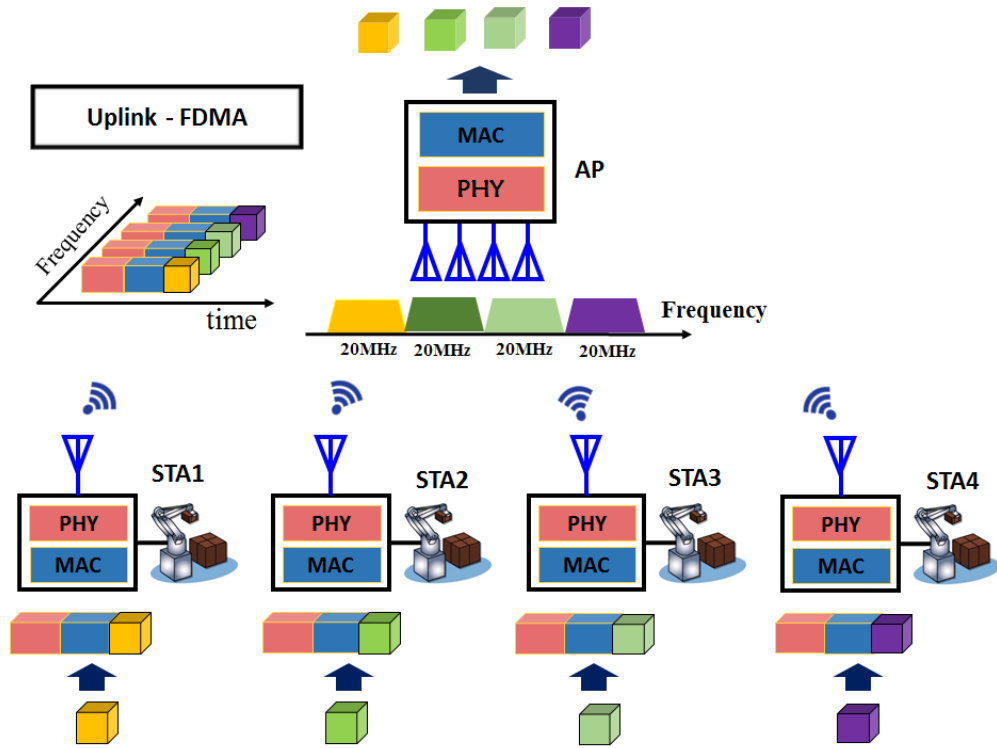 Uplink - FDMA
MAC
PHY
AP
Frequency
time
Frequency
20MHz 20MHz 20MHz 20MHz
STA1
PHY
MAC
STA2
PHY
MAC
STA3
PHY
MAC
STA4
PHY
MAC